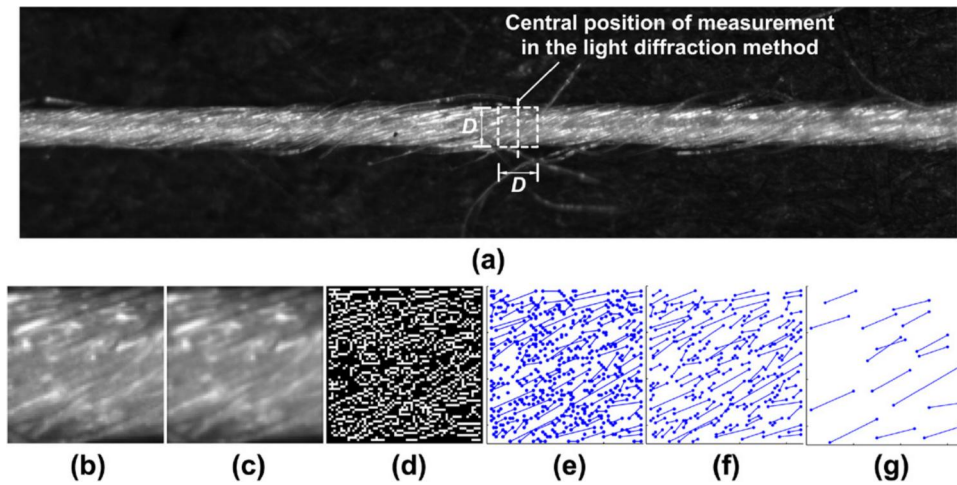 Central position of measurement
in the light diffraction method
D
D
(a)
(b) (c) (d) (e) (f) (g)